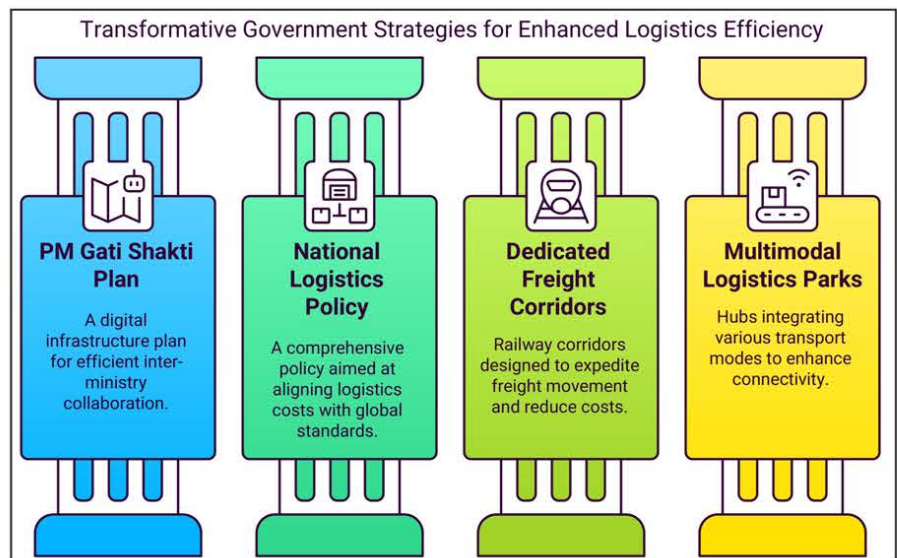 Transformative Government Strategies for Enhanced Logistics Efficiency
PM Gati Shakti
Plan
A digital
infrastructure plan
for efficient inter-
ministry
collaboration.
National
Logistics
Policy
A comprehensive
policy aimed at
aligning logistics
costs with global
standards.
Dedicated
Freight
Corridors
Railway corridors
designed to expedite
freight movement
and reduce costs.
Multimodal
Logistics Parks
Hubs integrating
various transport
modes to enhance
connectivity.